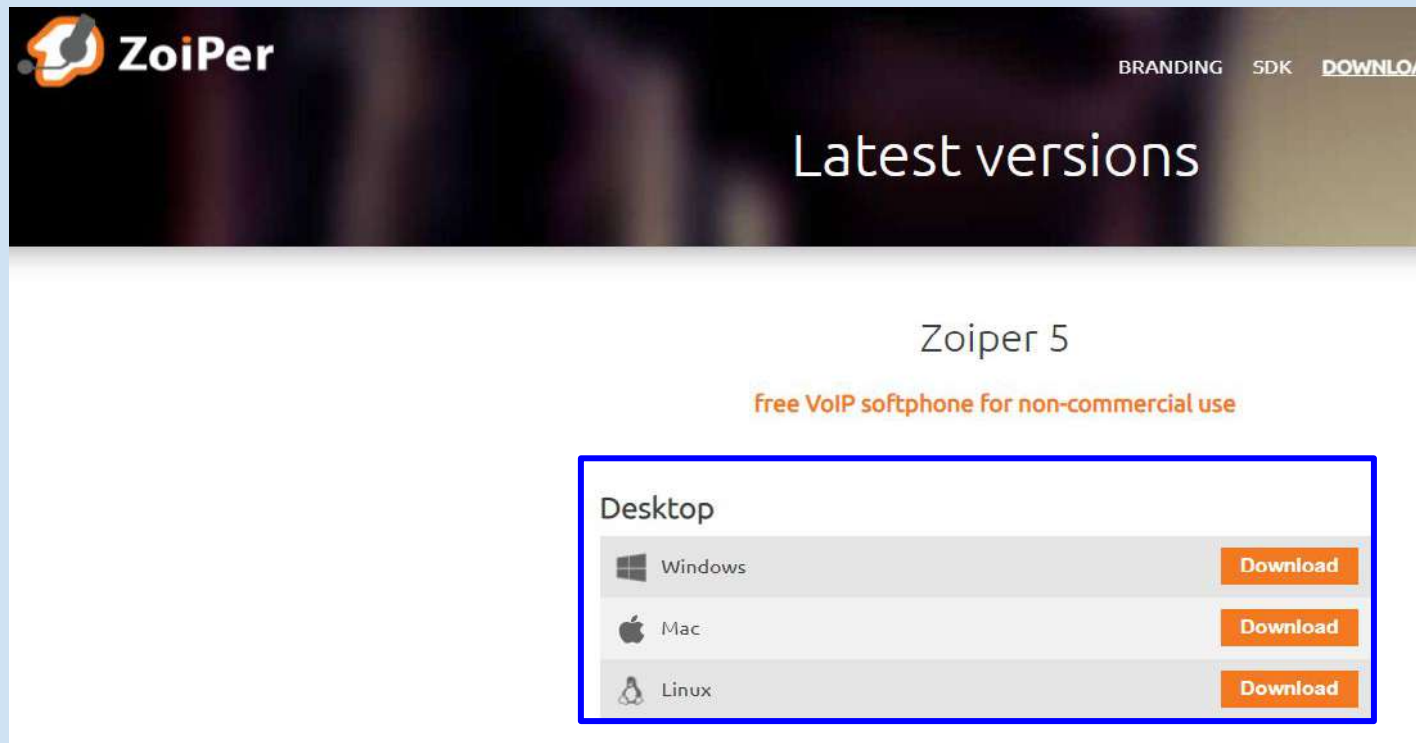 ZoiPer
BRANDING SDK DOWNLOA
Latest versions
Zoiper 5
free VoIP softphone for non-commercial use
Desktop
Windows Download
Mac Download
Linux Download